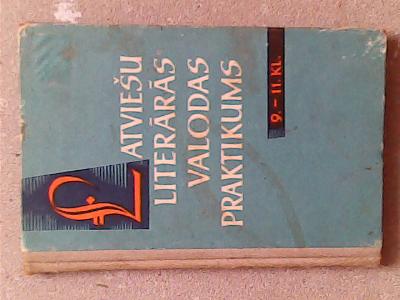 LATVIEŠU
LITERĀRĀS
VALODAS
PRAKTIKUMS
9.–11. KL.